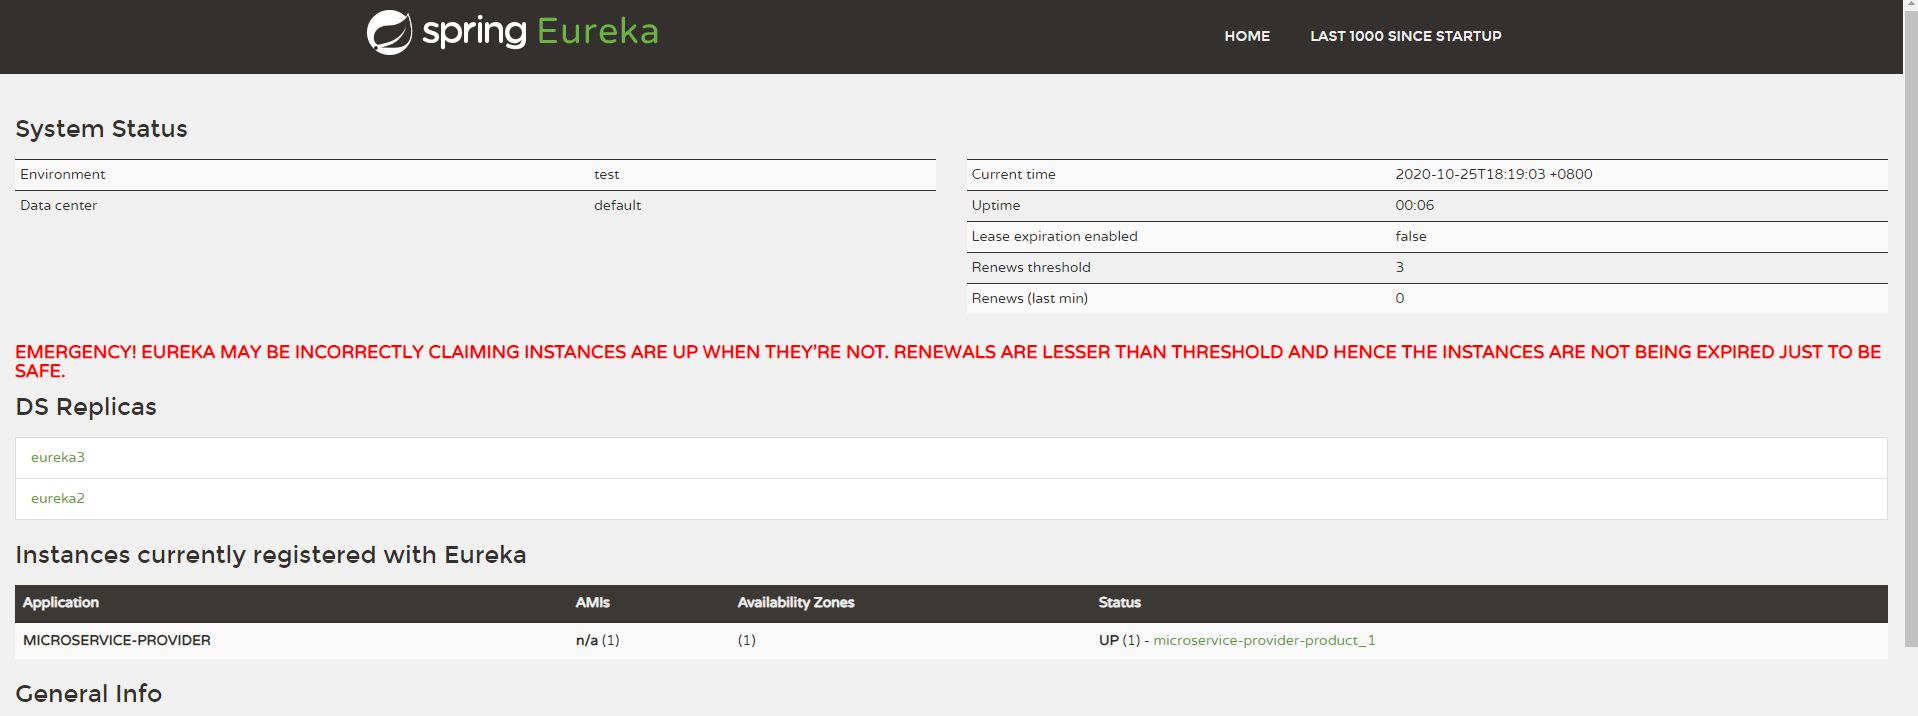 spring Eureka
HOME LAST 1000 SINCE STARTUP
System Status
Environment test
Data center default
Current time 2020-10-25T18:19:03 +0800
Uptime 00:06
Lease expiration enabled false
Renews threshold 3
Renews (last min) 0
EMERGENCY! EUREKA MAY BE INCORRECTLY CLAIMING INSTANCES ARE UP WHEN THEY'RE NOT. RENEWALS ARE LESSER THAN THRESHOLD AND HENCE THE INSTANCES ARE NOT BEING EXPIRED JUST TO BE
SAFE.
DS Replicas
eureka3
eureka2
Instances currently registered with Eureka
Application AMIs Availability Zones Status
MICROSERVICE-PROVIDER n/a (1) (1) UP (1) - microservice-provider-product_1
General Info